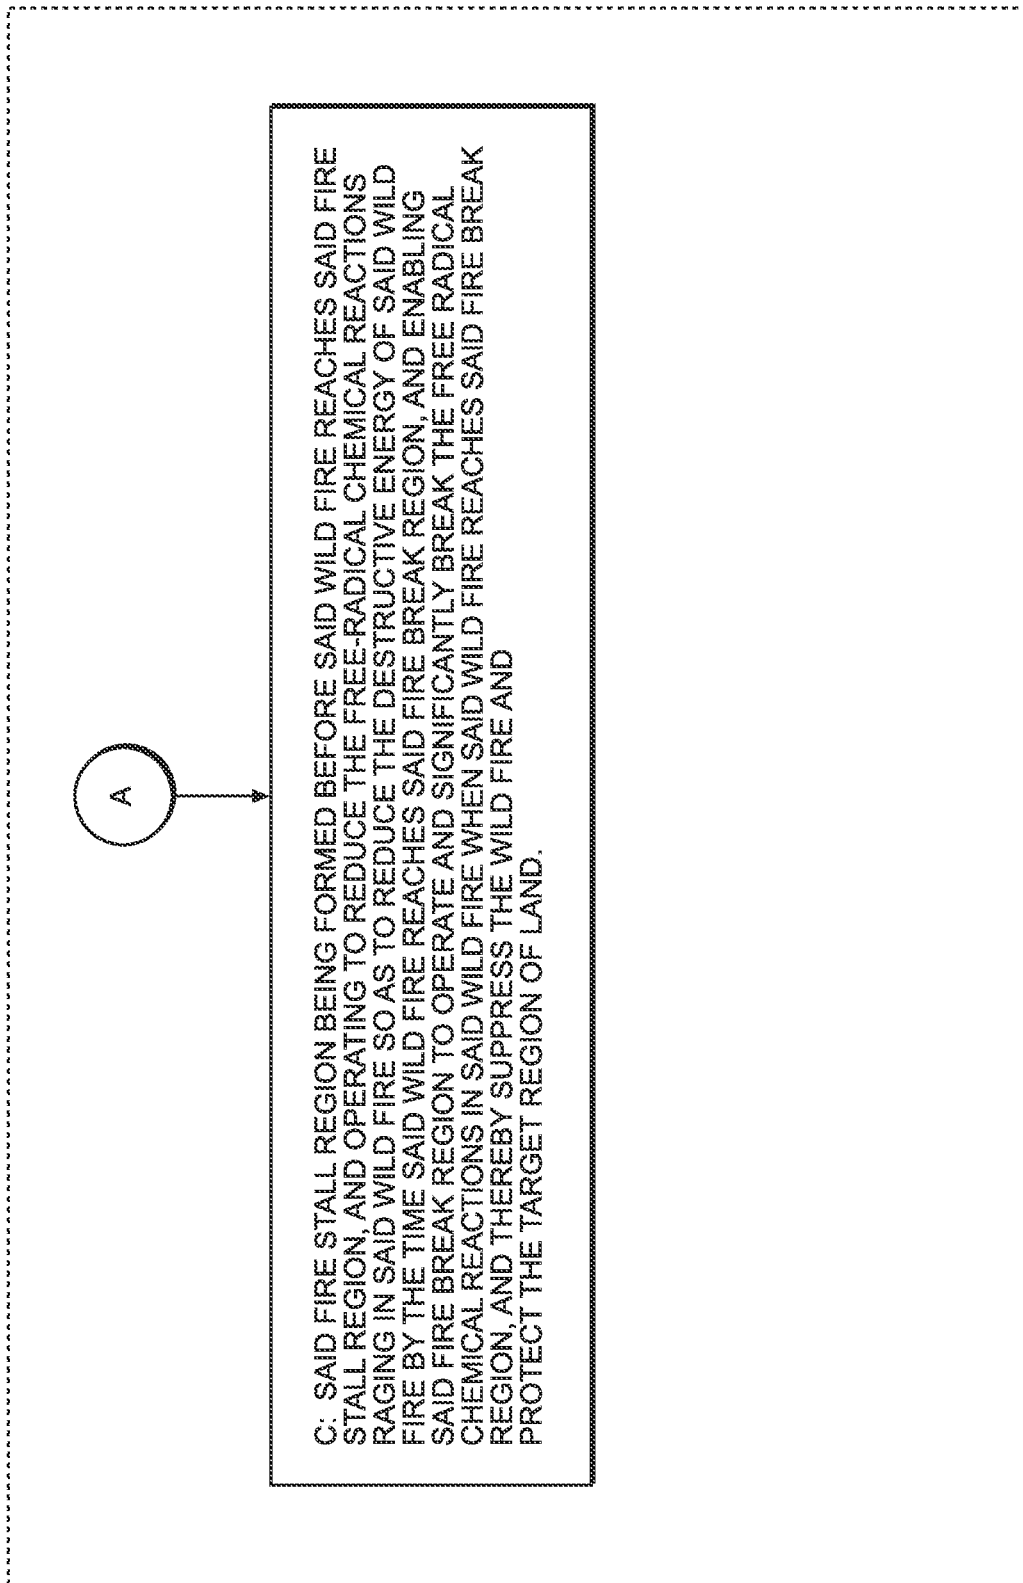 A
C: SAID FIRE STALL REGION BEING FORMED BEFORE SAID WILD FIRE REACHES SAID FIRE
STALL REGION, AND OPERATING TO REDUCE THE FREE-RADICAL CHEMICAL REACTIONS
RAGING IN SAID WILD FIRE SO AS TO REDUCE THE DESTRUCTIVE ENERGY OF SAID WILD
FIRE BY THE TIME SAID WILD FIRE REACHES SAID FIRE BREAK REGION, AND ENABLING
SAID FIRE BREAK REGION TO OPERATE AND SIGNIFICANTLY BREAK THE FREE RADICAL
CHEMICAL REACTIONS IN SAID WILD FIRE WHEN SAID WILD FIRE REACHES SAID FIRE BREAK
REGION, AND THEREBY SUPPRESS THE WILD FIRE AND
PROTECT THE TARGET REGION OF LAND.